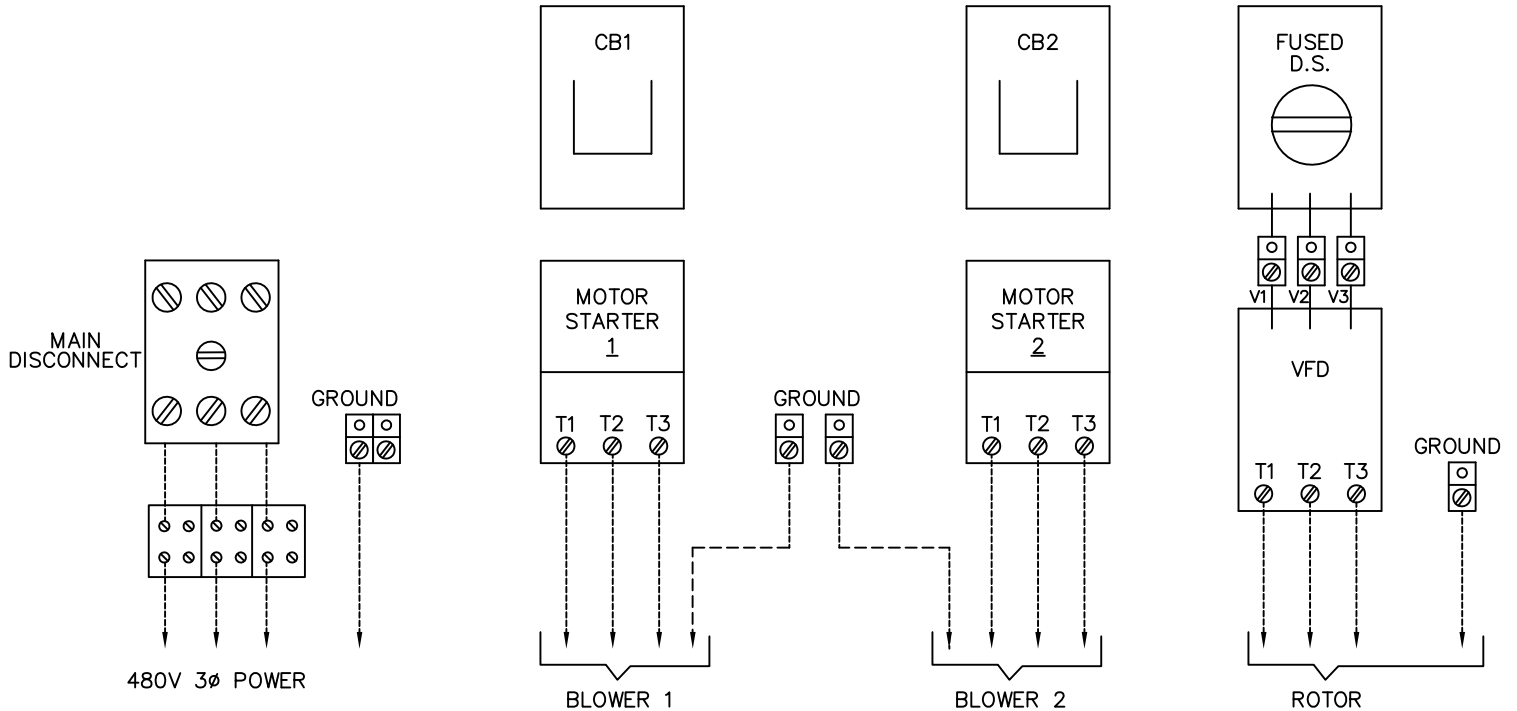 CB1
CB2
FUSED
D.S.
V1 V2 V3
MAIN
DISCONNECT
MOTOR
STARTER
1
MOTOR
STARTER
2
VFD
GROUND
T1 T2 T3
GROUND
T1 T2 T3
T1 T2 T3
GROUND
480V 3ø POWER
BLOWER 1
BLOWER 2
ROTOR